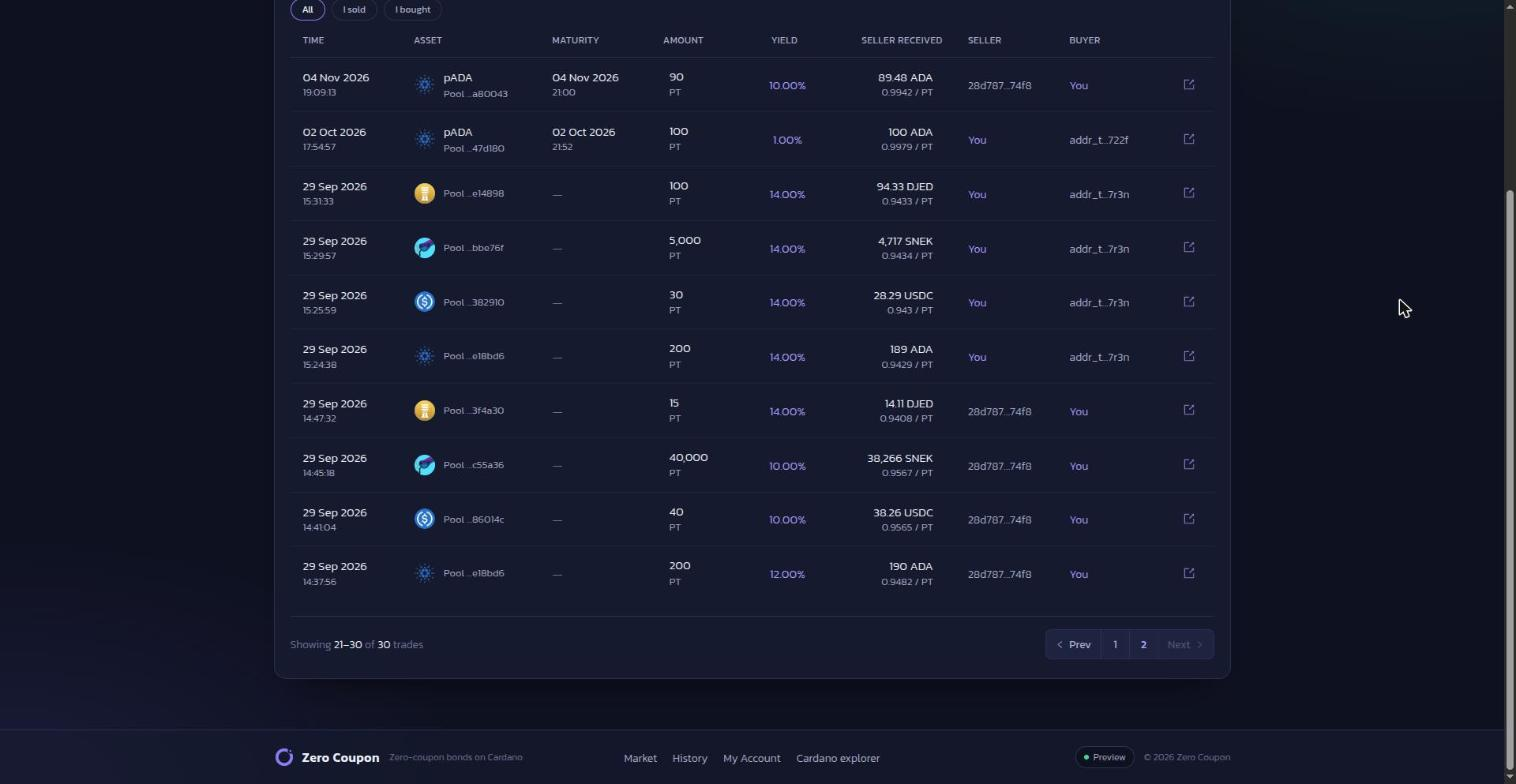 All I sold I bought
TIME ASSET MATURITY AMOUNT YIELD SELLER RECEIVED SELLER BUYER
04 Nov 2026 pADA 04 Nov 2026 90 10.00% 89.48 ADA 28d787...74f8 You
19:09:13 Pool ...a80043 21:00 PT 0.9942 / PT
02 Oct 2026 pADA 02 Oct 2026 100 1.00% 100 ADA You addr_t...722f
17:54:57 Pool ...47d180 21:52 PT 0.9979 / PT
29 Sep 2026 Pool ...e14898 — 100 14.00% 94.33 DJED You addr_t...7r3n
15:31:33 PT 0.9433 / PT
29 Sep 2026 Pool ...bbe76f — 5,000 14.00% 4,717 SNEK You addr_t...7r3n
15:29:57 PT 0.9434 / PT
29 Sep 2026 Pool ...382910 — 30 14.00% 28.29 USDC You addr_t...7r3n
15:25:59 PT 0.943 / PT
29 Sep 2026 Pool ...e18bd6 — 200 14.00% 189 ADA You addr_t...7r3n
15:24:38 PT 0.9429 / PT
29 Sep 2026 Pool ...3f4a30 — 15 14.00% 14.11 DJED 28d787...74f8 You
14:47:32 PT 0.9408 / PT
29 Sep 2026 Pool ...c55a36 — 40,000 10.00% 38,266 SNEK 28d787...74f8 You
14:45:18 PT 0.9567 / PT
29 Sep 2026 Pool ...86014c — 40 10.00% 38.26 USDC 28d787...74f8 You
14:41:04 PT 0.9565 / PT
29 Sep 2026 Pool ...e18bd6 — 200 12.00% 190 ADA 28d787...74f8 You
14:37:56 PT 0.9482 / PT
Showing 21–30 of 30 trades Prev 1 2 Next
Zero Coupon Zero-coupon bonds on Cardano Market History My Account Cardano explorer Preview © 2026 Zero Coupon